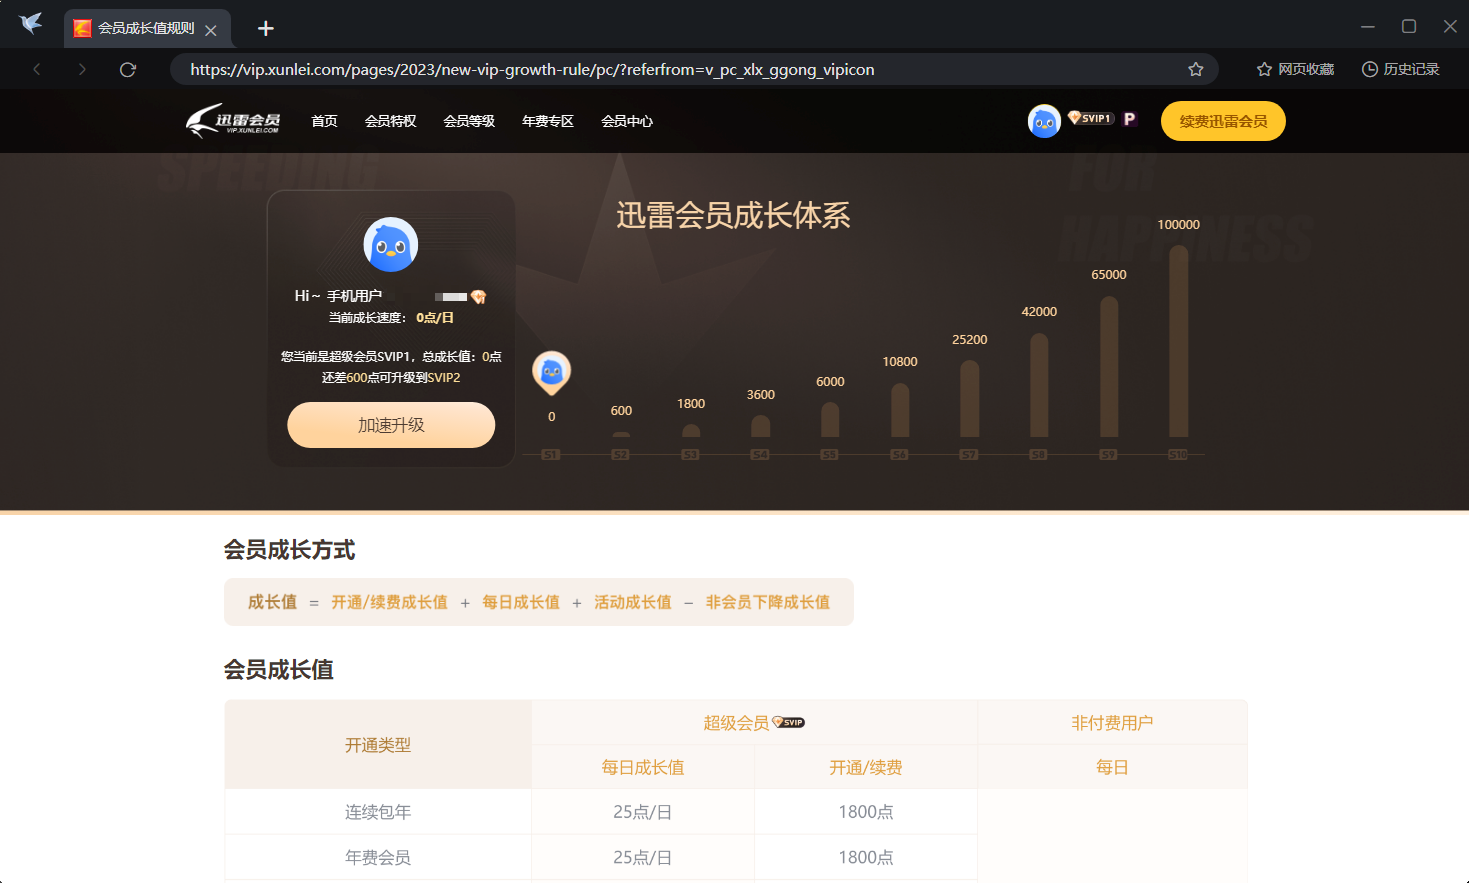 会员成长值规则
https://vip.xunlei.com/pages/2023/new-vip-growth-rule/pc/?referfrom=v_pc_xlx_ggong_vipicon
网页收藏
历史记录
迅雷会员
VIP.XUNLEI.COM
首页
会员特权
会员等级
年费专区
会员中心
SVIP1
P
续费迅雷会员
SPEEDING
FOR
HAPPINESS
迅雷会员成长体系
Hi~ 手机用户
当前成长速度： 0点/日
您当前是超级会员SVIP1，总成长值：0点
还差600点可升级到SVIP2
加速升级
0
600
1800
3600
6000
10800
25200
42000
65000
100000
S1
S2
S3
S4
S5
S6
S7
S8
S9
S10
会员成长方式
成长值 = 开通/续费成长值 + 每日成长值 + 活动成长值 − 非会员下降成长值
会员成长值
开通类型
超级会员 SVIP
非付费用户
每日成长值
开通/续费
每日
连续包年
25点/日
1800点
年费会员
25点/日
1800点